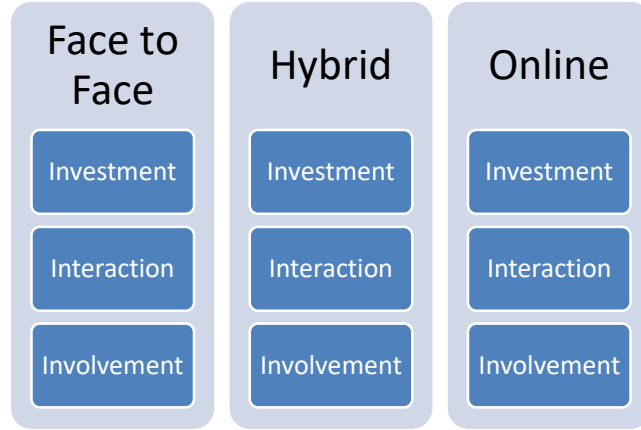 Face to
Face
Investment
Interaction
Involvement
Hybrid
Investment
Interaction
Involvement
Online
Investment
Interaction
Involvement